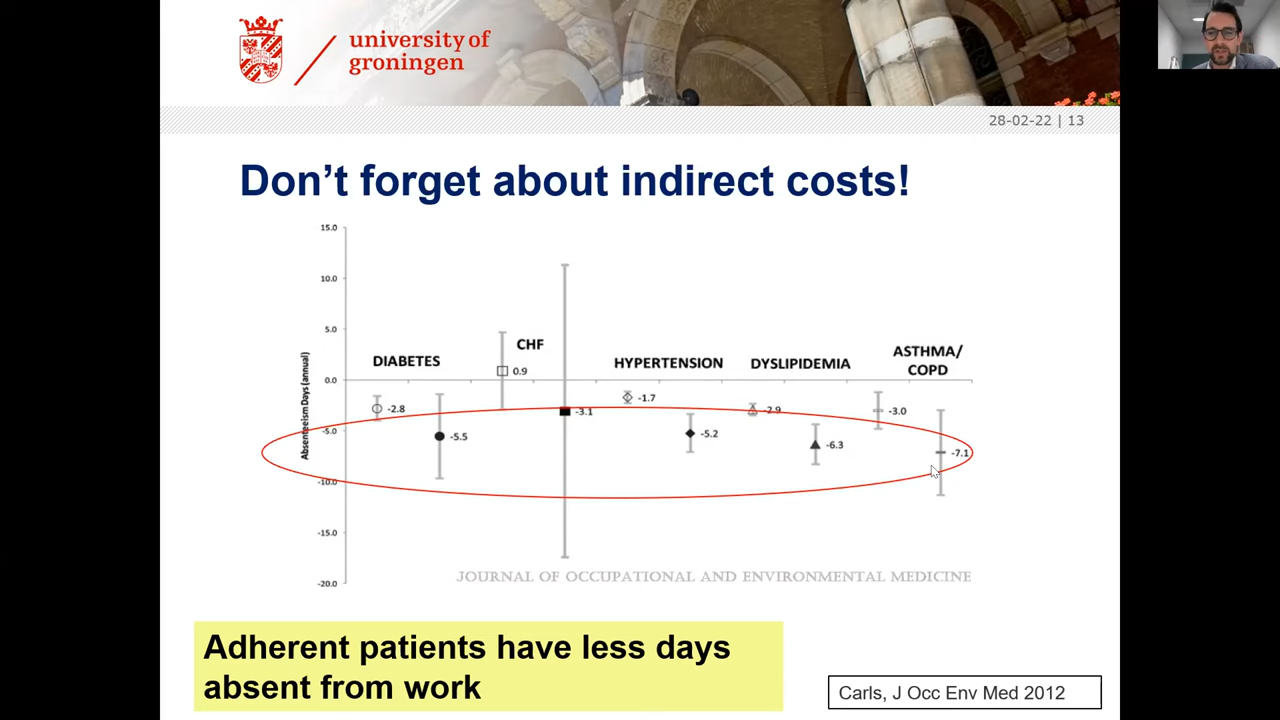 university of
groningen
28-02-22 | 13
Don't forget about indirect costs!
15.0
10.0
5.0
0.0
-5.0
-10.0
-15.0
-20.0
Absenteeism Days (annual)
DIABETES
CHF
HYPERTENSION
DYSLIPIDEMIA
ASTHMA/
COPD
-2.8
-5.5
0.9
-3.1
-1.7
-5.2
-2.9
-6.3
-3.0
-7.1
JOURNAL OF OCCUPATIONAL AND ENVIRONMENTAL MEDICINE
Adherent patients have less days
absent from work
Carls, J Occ Env Med 2012